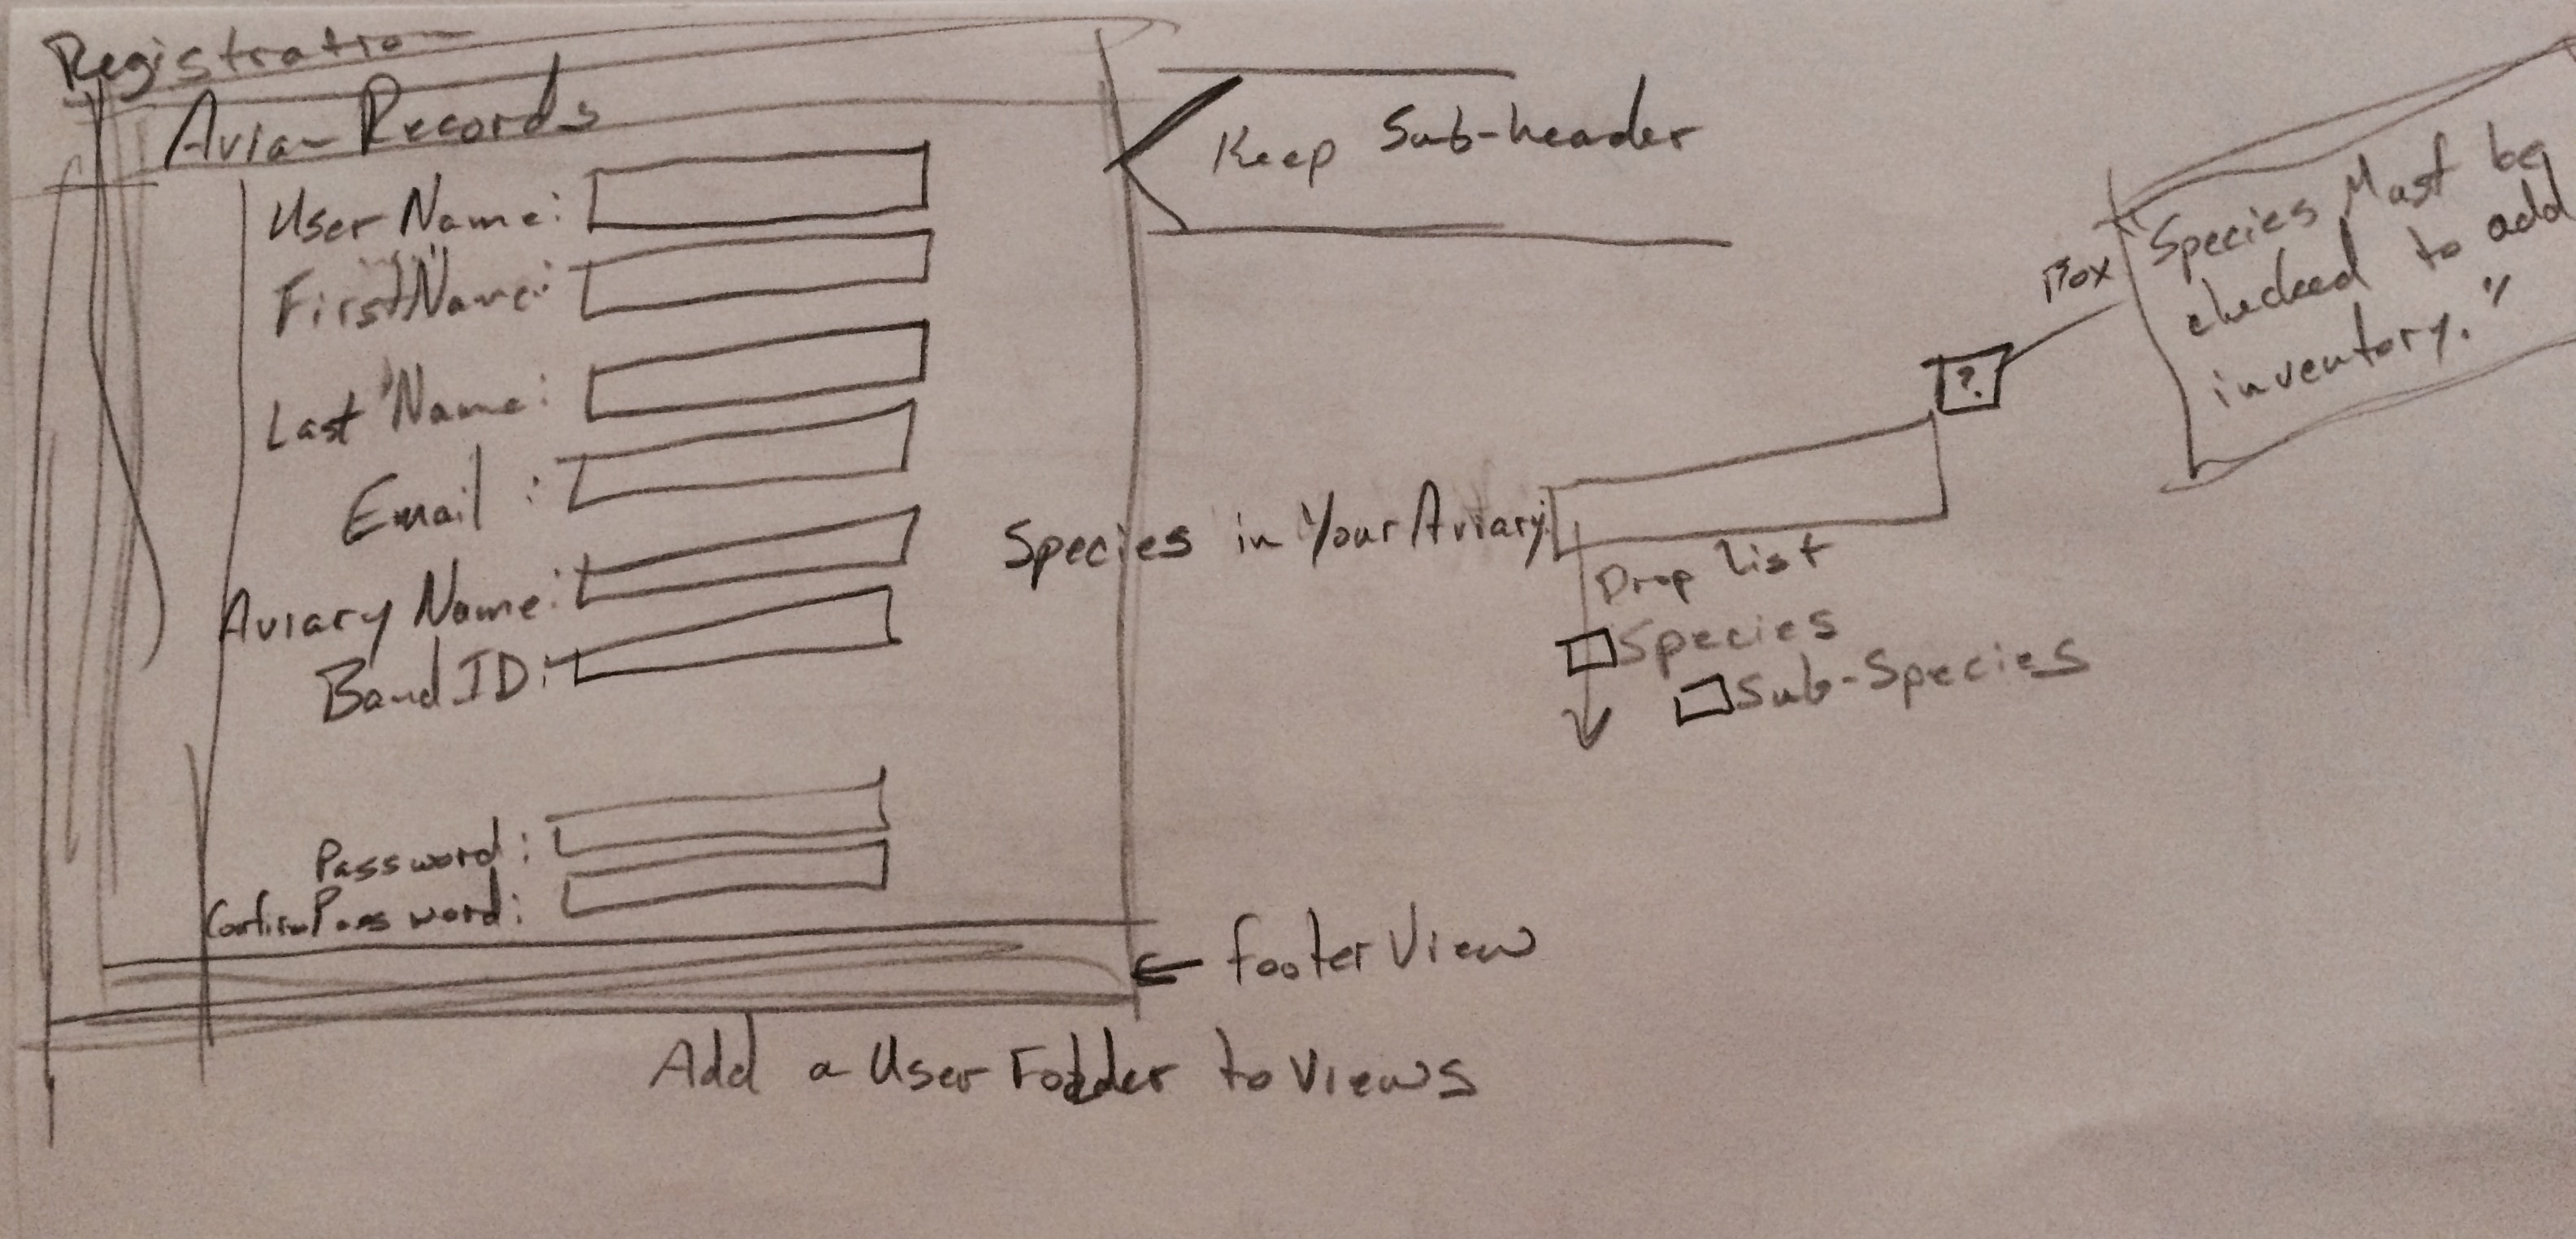 Registration
Avian Records
User Name:
First Name:
Last Name:
Email :
Aviary Name:
Band ID:
Password:
Confirm Password:
Keep Sub-header
Species in Your Aviary:
?
Box
"Species Must be
checked to add
inventory."
Drop List
Species
Sub-Species
← footer View
Add a User Folder to Views